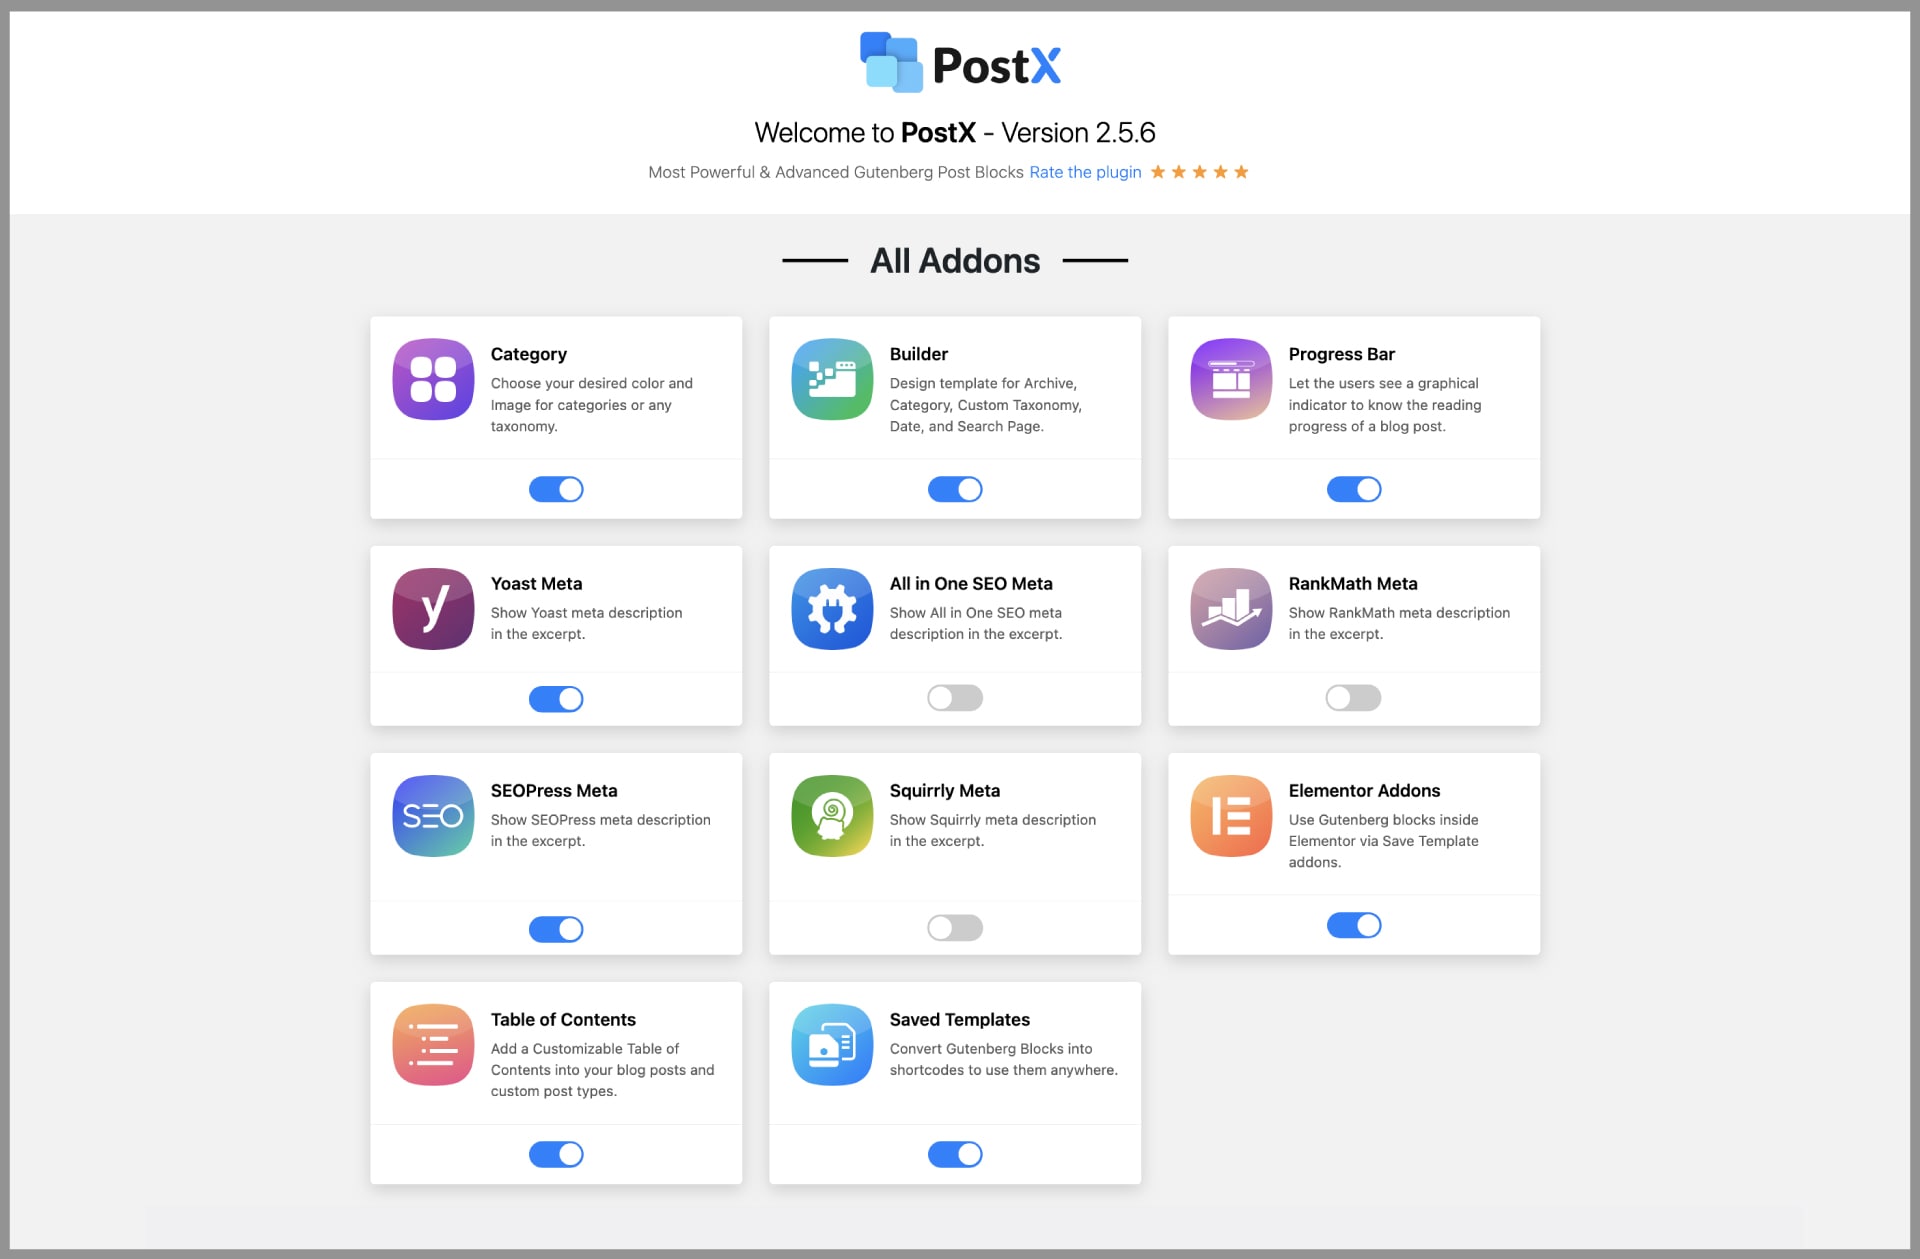 PostX
Welcome to PostX - Version 2.5.6
Most Powerful & Advanced Gutenberg Post Blocks Rate the plugin
All Addons
Category
Choose your desired color and
Image for categories or any
taxonomy.
Builder
Design template for Archive,
Category, Custom Taxonomy,
Date, and Search Page.
Progress Bar
Let the users see a graphical
indicator to know the reading
progress of a blog post.
y
Yoast Meta
Show Yoast meta description
in the excerpt.
All in One SEO Meta
Show All in One SEO meta
description in the excerpt.
RankMath Meta
Show RankMath meta description
in the excerpt.
SEO
SEOPress Meta
Show SEOPress meta description
in the excerpt.
Squirrly Meta
Show Squirrly meta description
in the excerpt.
Elementor Addons
Use Gutenberg blocks inside
Elementor via Save Template
addons.
Table of Contents
Add a Customizable Table of
Contents into your blog posts and
custom post types.
Saved Templates
Convert Gutenberg Blocks into
shortcodes to use them anywhere.